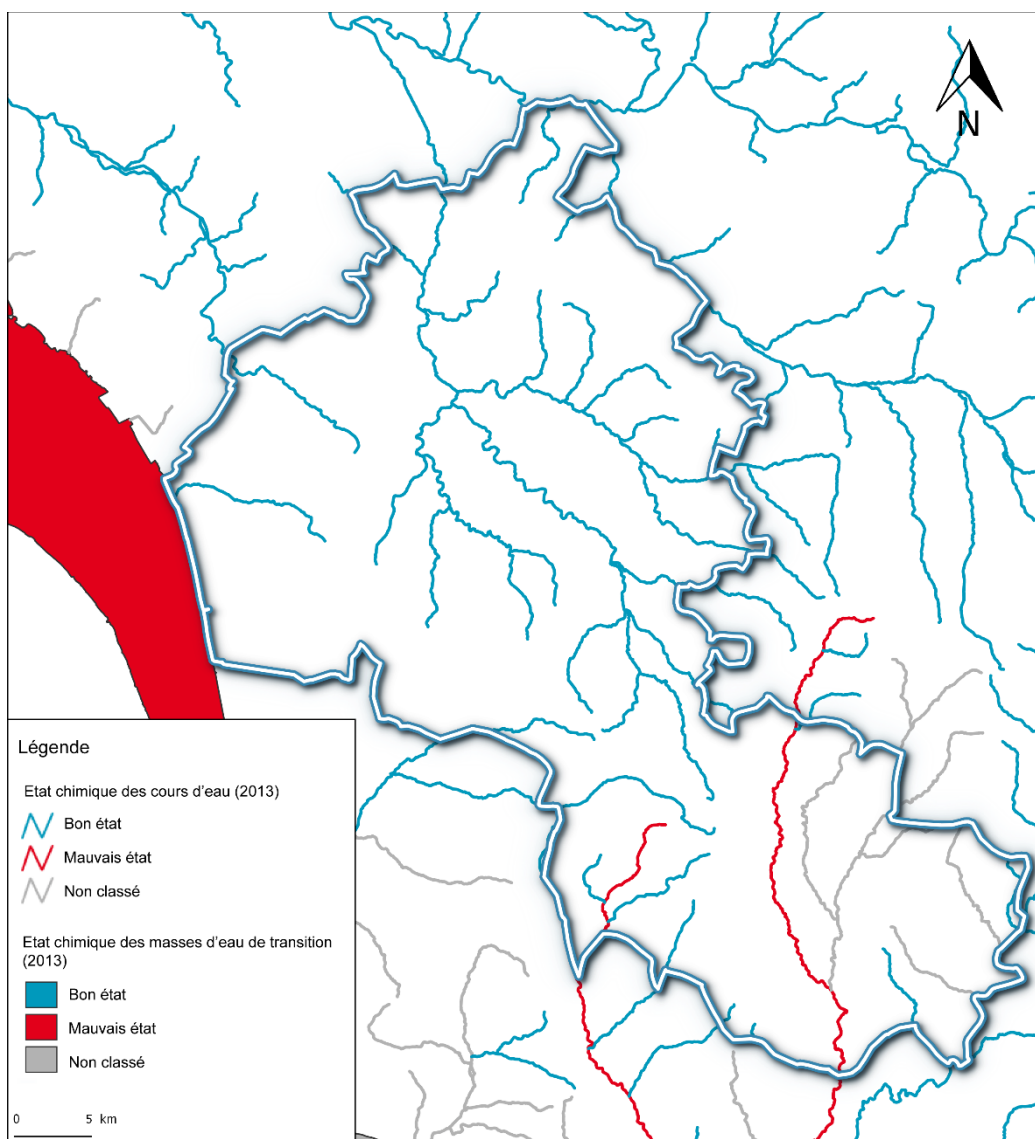 N
Légende
Etat chimique des cours d'eau (2013)
Bon état
Mauvais état
Non classé
Etat chimique des masses d'eau de transition
(2013)
Bon état
Mauvais état
Non classé
0 5 km